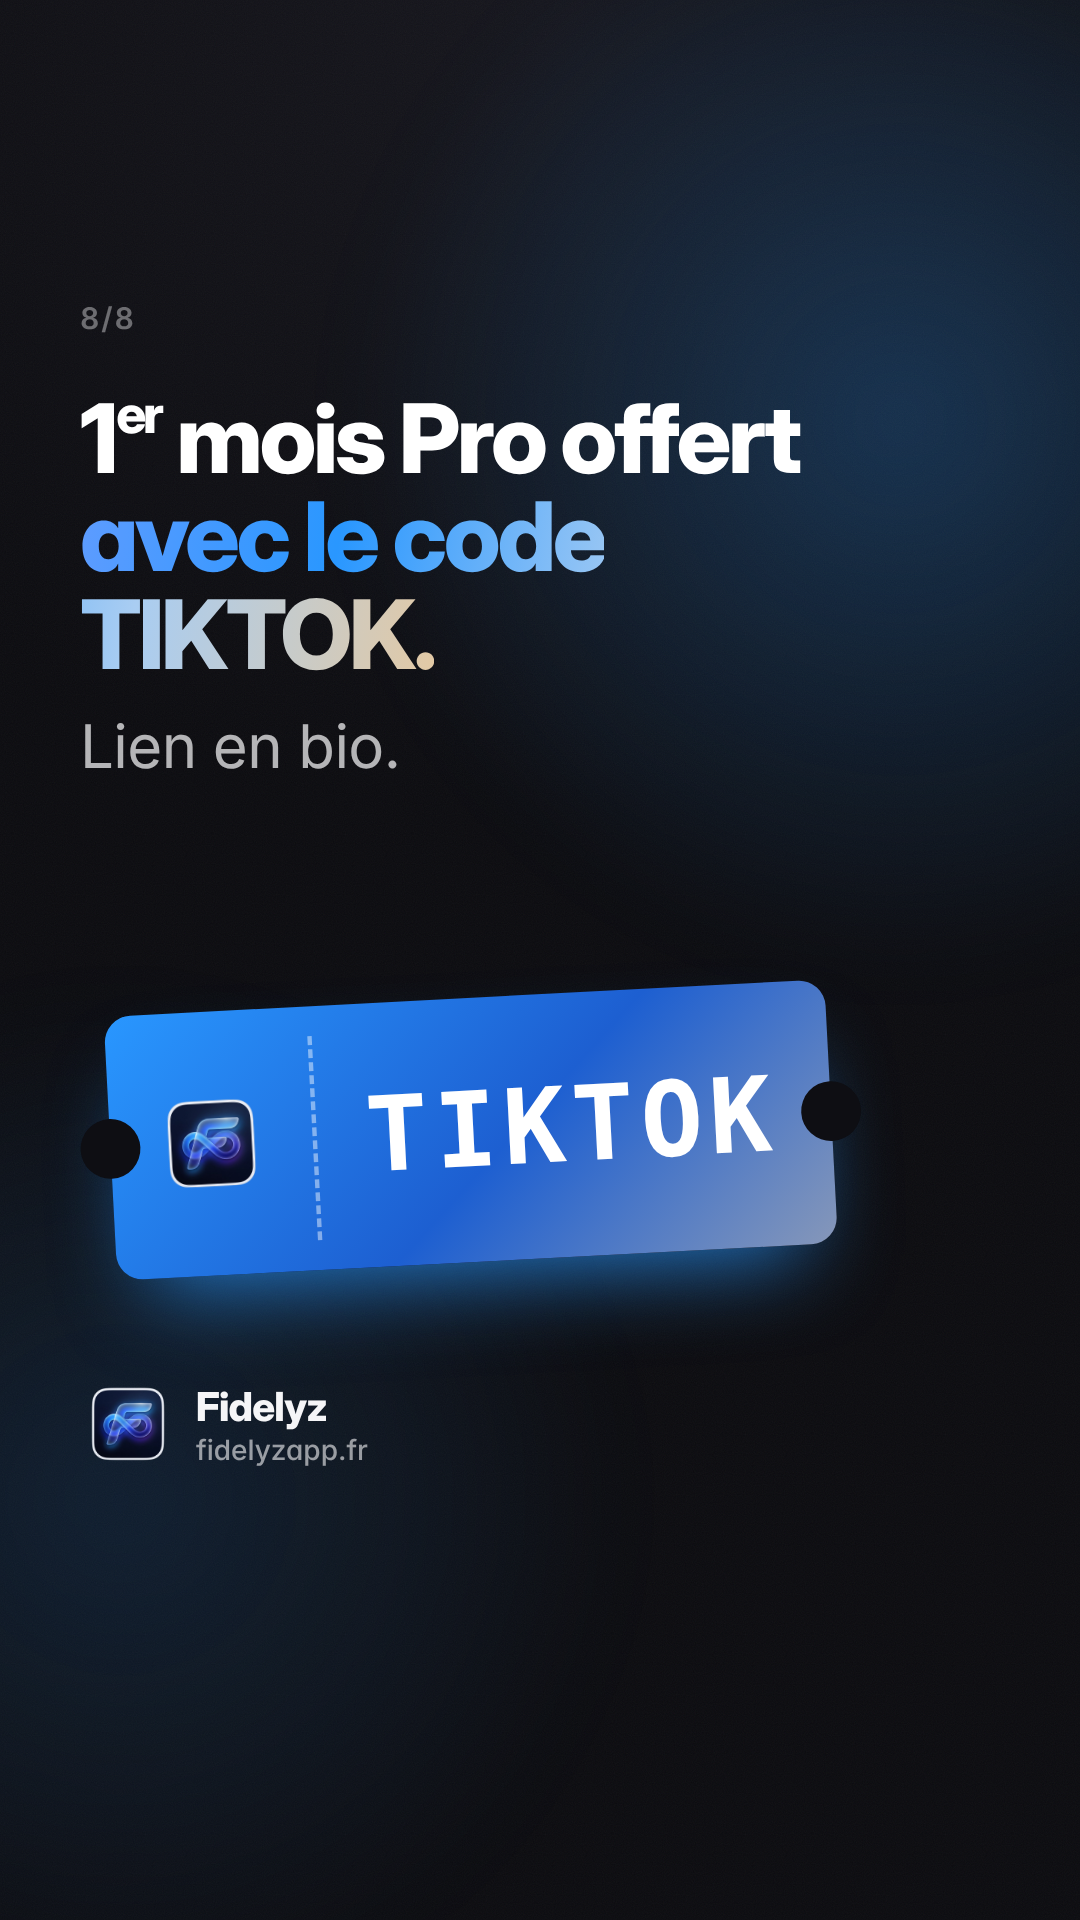 8/8
1er mois Pro offert
avec le code
TIKTOK.
Lien en bio.
TIKTOK
Fidelyz
fidelyzapp.fr